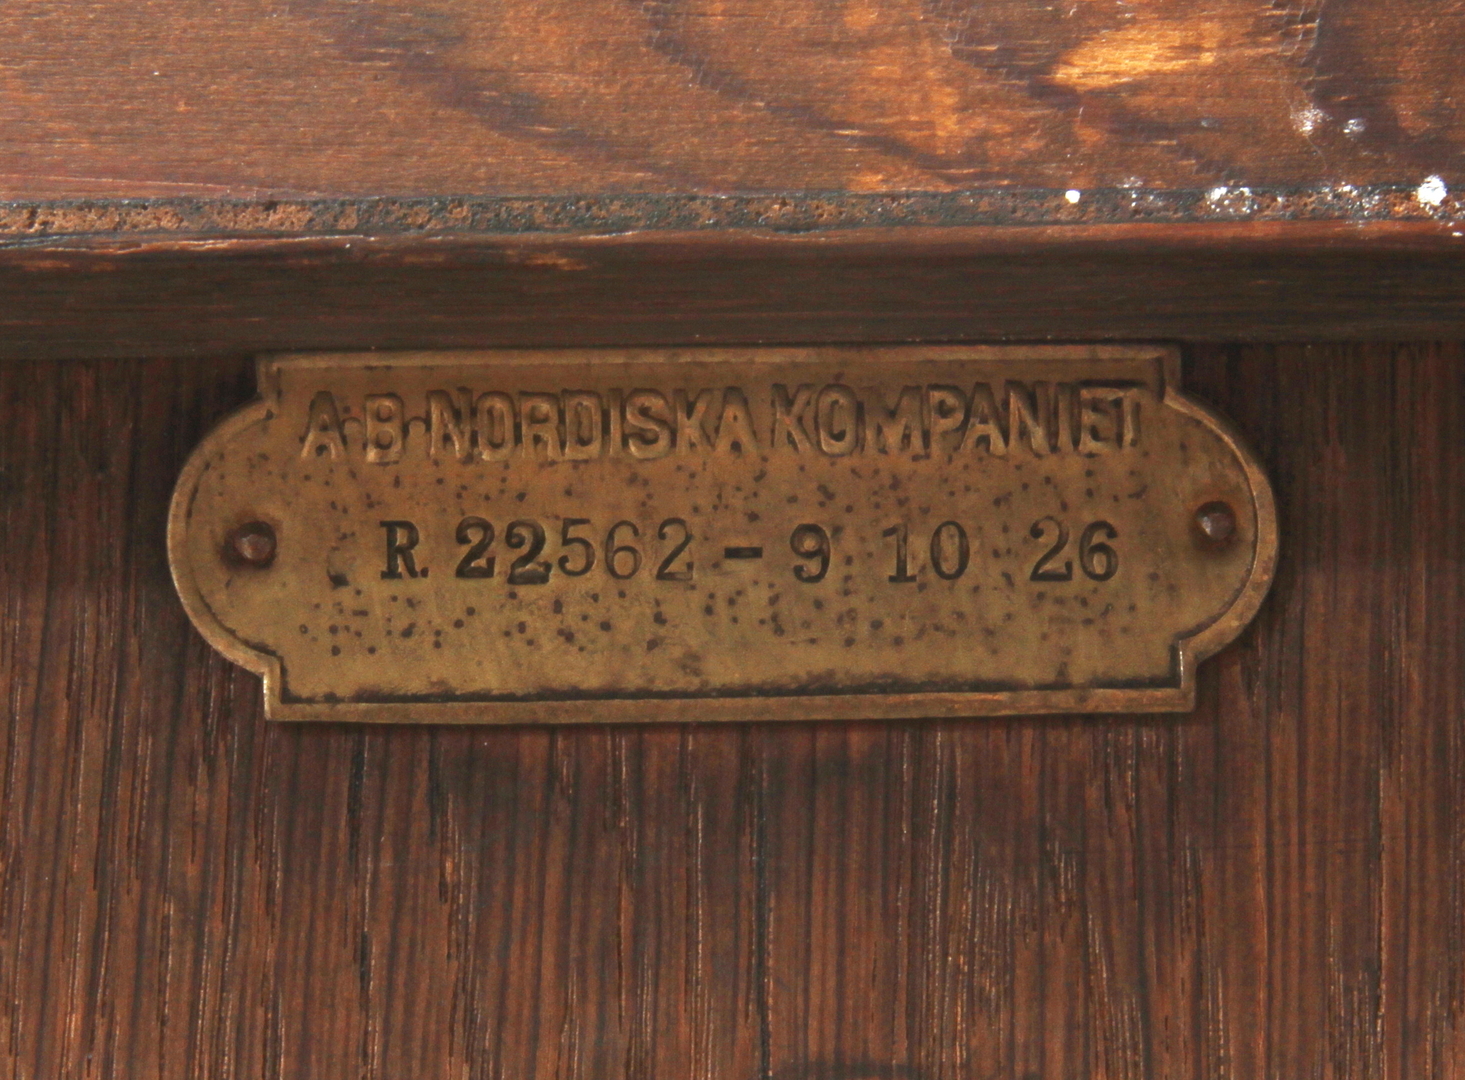 A·B·NORDISKA KOMPANIET
R. 22562 - 9 10 26